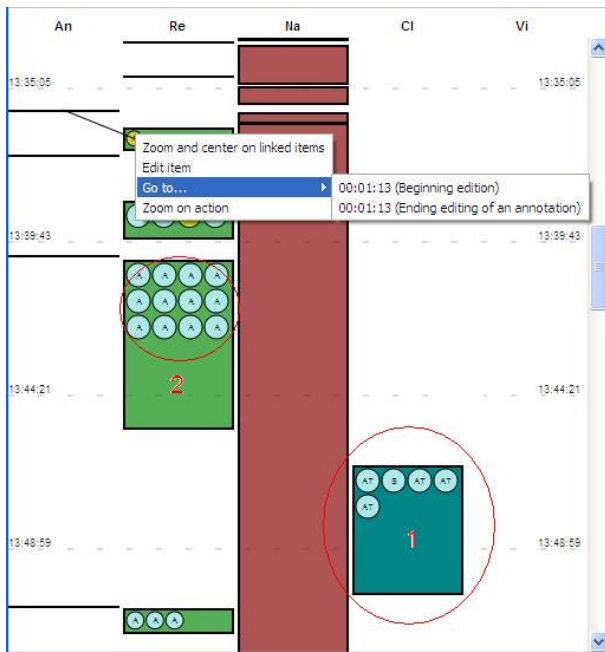 An Re Na Cl Vi
13:35:05 13:35:05
Zoom and center on linked items
Edit item
Go to... 00:01:13 (Beginning edition)
Zoom on action 00:01:13 (Ending editing of an annotation)
13:39:43 13:39:43
A A A A
A A A A
A A A A
2
13:44:21 13:44:21
AT S AT AT
AT
1
13:48:59 13:48:59
A A A